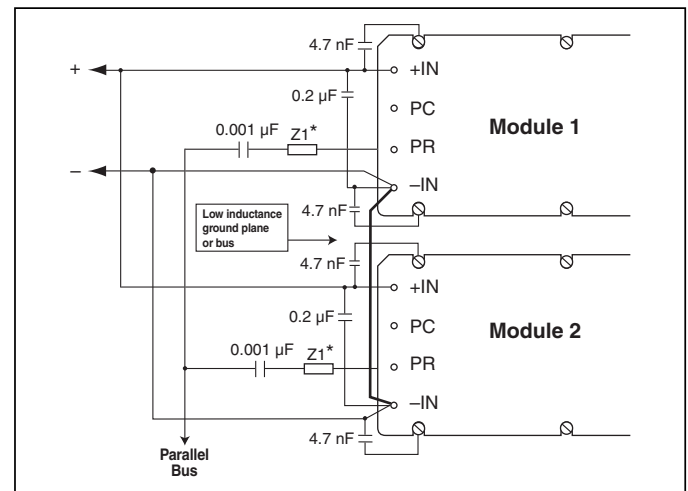 4.7 nF
+
+IN
0.2 µF
PC
Module 1
0.001 µF
Z1*
PR
–
–IN
4.7 nF
Low inductance
ground plane
or bus
4.7 nF
+IN
0.2 µF
PC
Module 2
0.001 µF
Z1*
PR
–IN
4.7 nF
Parallel
Bus